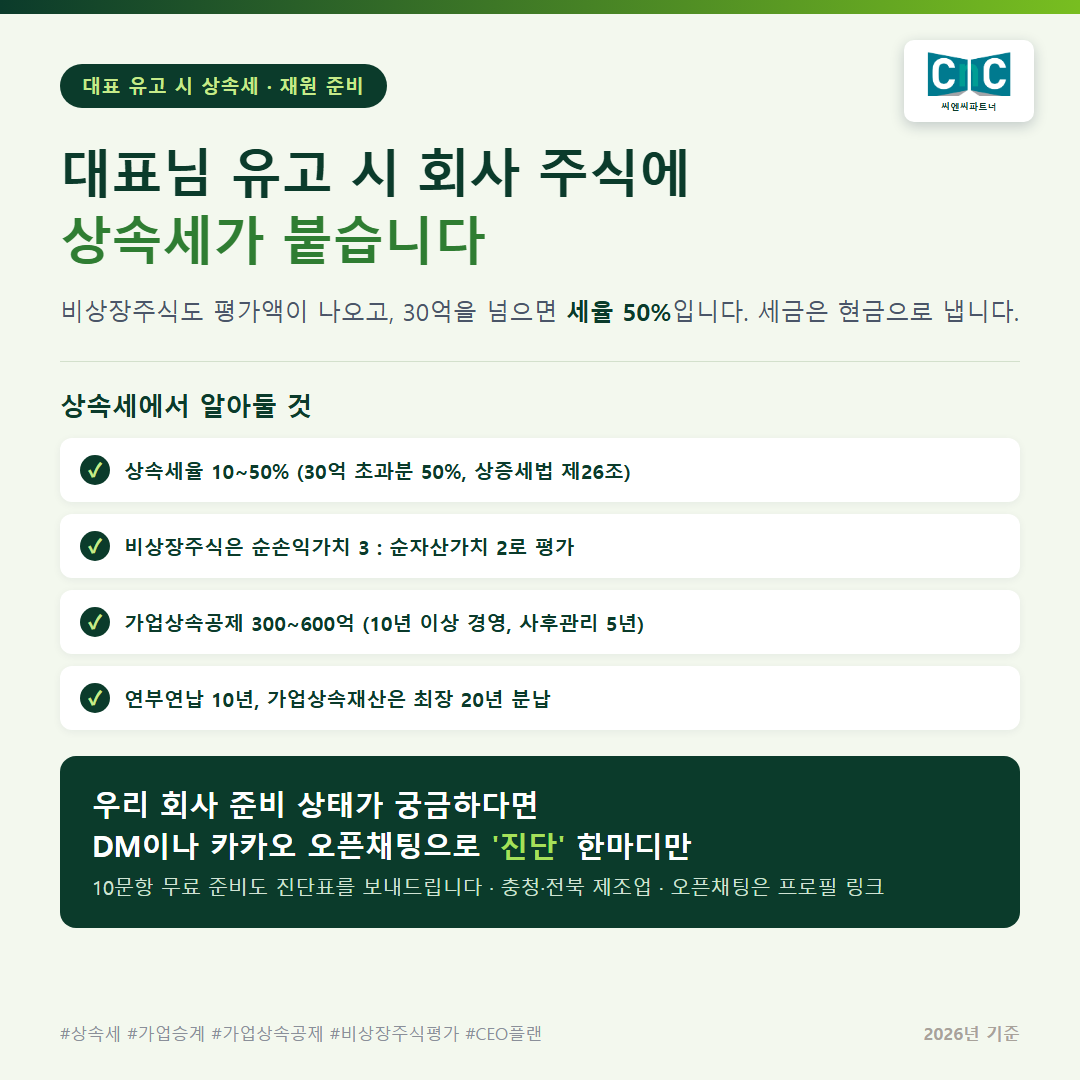 대표 유고 시 상속세 · 재원 준비
CnC
씨엔씨파트너
대표님 유고 시 회사 주식에
상속세가 붙습니다
비상장주식도 평가액이 나오고, 30억을 넘으면 세율 50%입니다. 세금은 현금으로 냅니다.
상속세에서 알아둘 것
✓ 상속세율 10~50% (30억 초과분 50%, 상증세법 제26조)
✓ 비상장주식은 순손익가치 3 : 순자산가치 2로 평가
✓ 가업상속공제 300~600억 (10년 이상 경영, 사후관리 5년)
✓ 연부연납 10년, 가업상속재산은 최장 20년 분납
우리 회사 준비 상태가 궁금하다면
DM이나 카카오 오픈채팅으로 '진단' 한마디만
10문항 무료 준비도 진단표를 보내드립니다 · 충청·전북 제조업 · 오픈채팅은 프로필 링크
#상속세 #가업승계 #가업상속공제 #비상장주식평가 #CEO플랜
2026년 기준